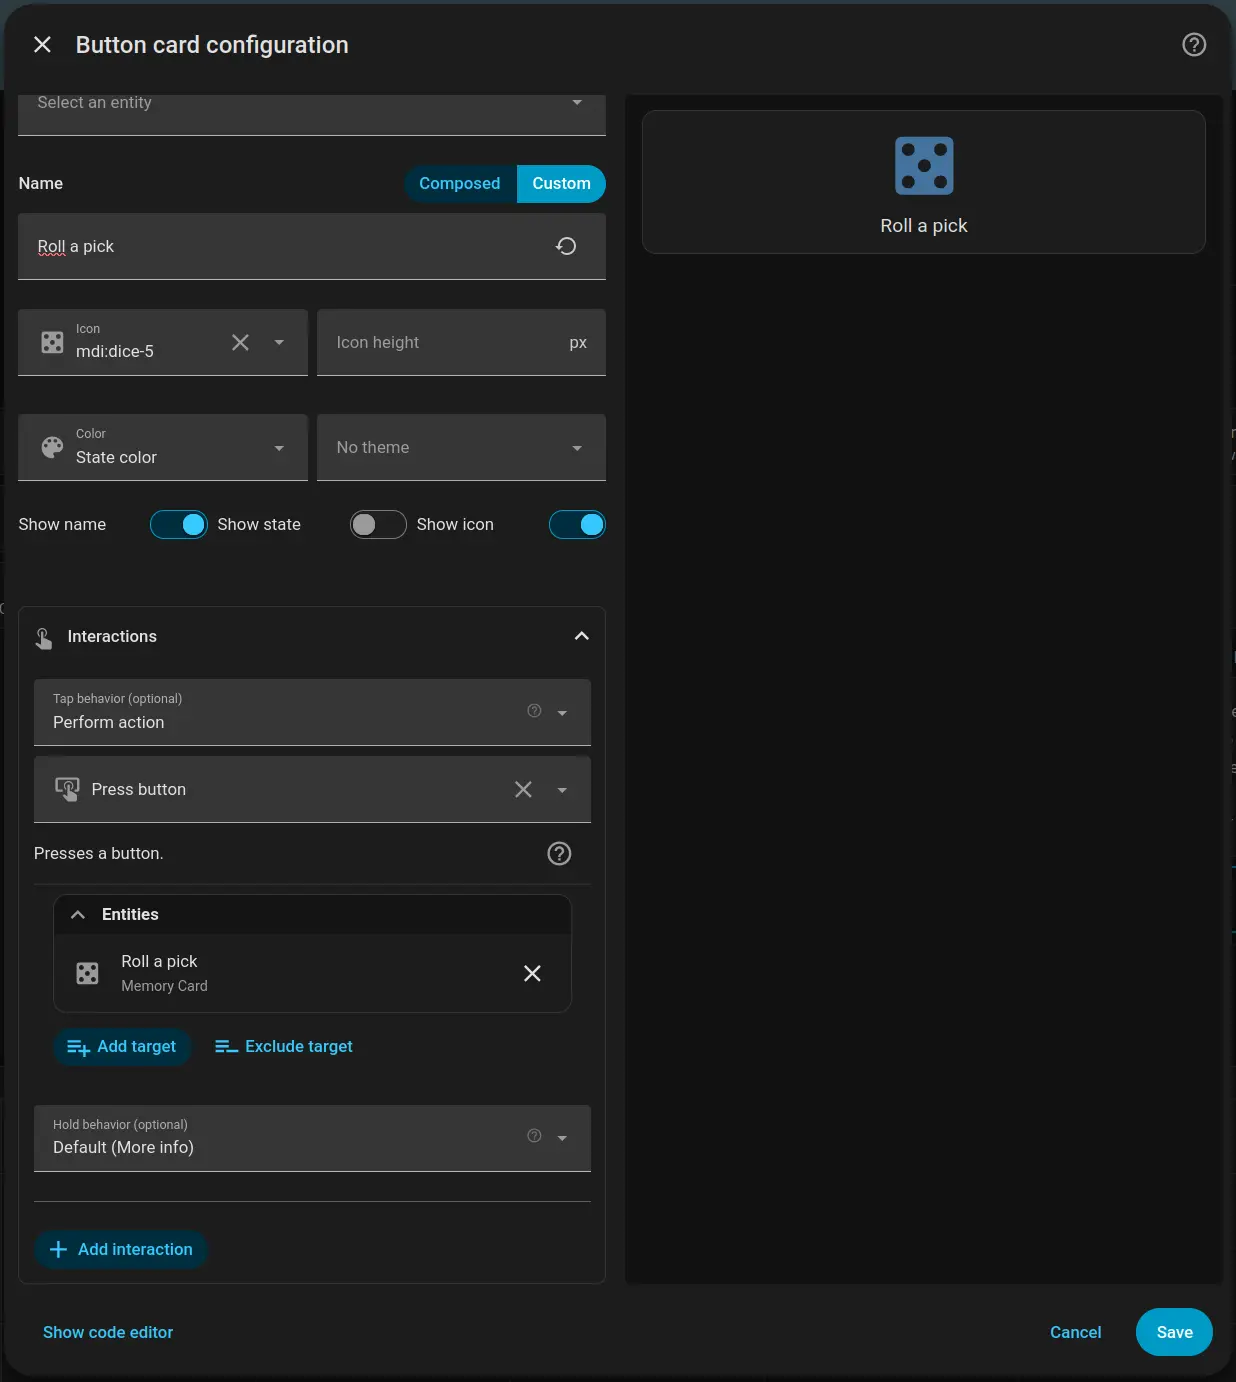 Button card configuration
Select an entity
Name
Composed
Custom
Roll a pick
Icon
mdi:dice-5
Icon height
px
Color
State color
No theme
Show name
Show state
Show icon
Interactions
Tap behavior (optional)
Perform action
Press button
Presses a button.
Entities
Roll a pick
Memory Card
Add target
Exclude target
Hold behavior (optional)
Default (More info)
Add interaction
Show code editor
Cancel
Save
Roll a pick